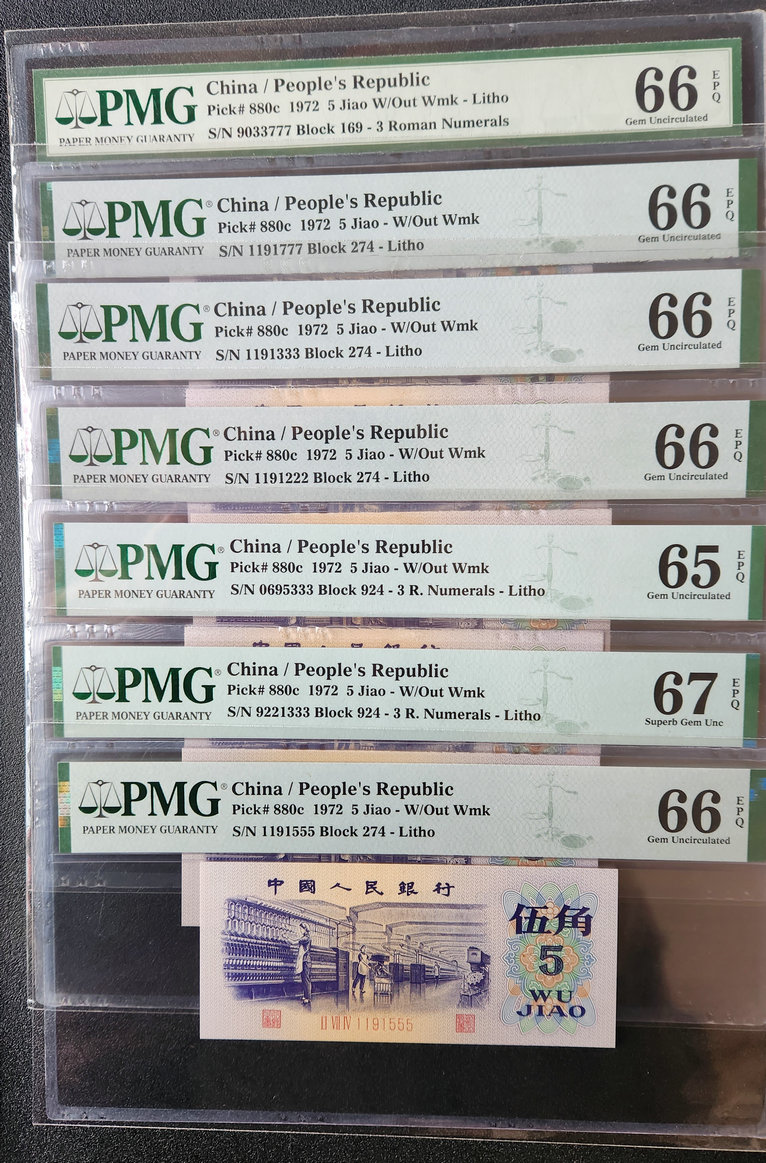 PMG
PAPER MONEY GUARANTY
China / People's Republic
Pick# 880c 1972 5 Jiao W/Out Wmk - Litho
S/N 9033777 Block 169 - 3 Roman Numerals
66 EPQ
Gem Uncirculated
PMG®
PAPER MONEY GUARANTY
China / People's Republic
Pick# 880c 1972 5 Jiao - W/Out Wmk
S/N 1191777 Block 274 - Litho
66 EPQ
Gem Uncirculated
PMG®
PAPER MONEY GUARANTY
China / People's Republic
Pick# 880c 1972 5 Jiao - W/Out Wmk
S/N 1191333 Block 274 - Litho
66 EPQ
Gem Uncirculated
PMG®
PAPER MONEY GUARANTY
China / People's Republic
Pick# 880c 1972 5 Jiao - W/Out Wmk
S/N 1191222 Block 274 - Litho
66 EPQ
Gem Uncirculated
PMG®
PAPER MONEY GUARANTY
China / People's Republic
Pick# 880c 1972 5 Jiao - W/Out Wmk
S/N 0695333 Block 924 - 3 R. Numerals - Litho
65 EPQ
Gem Uncirculated
PMG®
PAPER MONEY GUARANTY
China / People's Republic
Pick# 880c 1972 5 Jiao - W/Out Wmk
S/N 9221333 Block 924 - 3 R. Numerals - Litho
67 EPQ
Superb Gem Unc
PMG®
PAPER MONEY GUARANTY
China / People's Republic
Pick# 880c 1972 5 Jiao - W/Out Wmk
S/N 1191555 Block 274 - Litho
66 EPQ
Gem Uncirculated
中國人民銀行
伍角
5
WU
JIAO
II VII IV 1191555